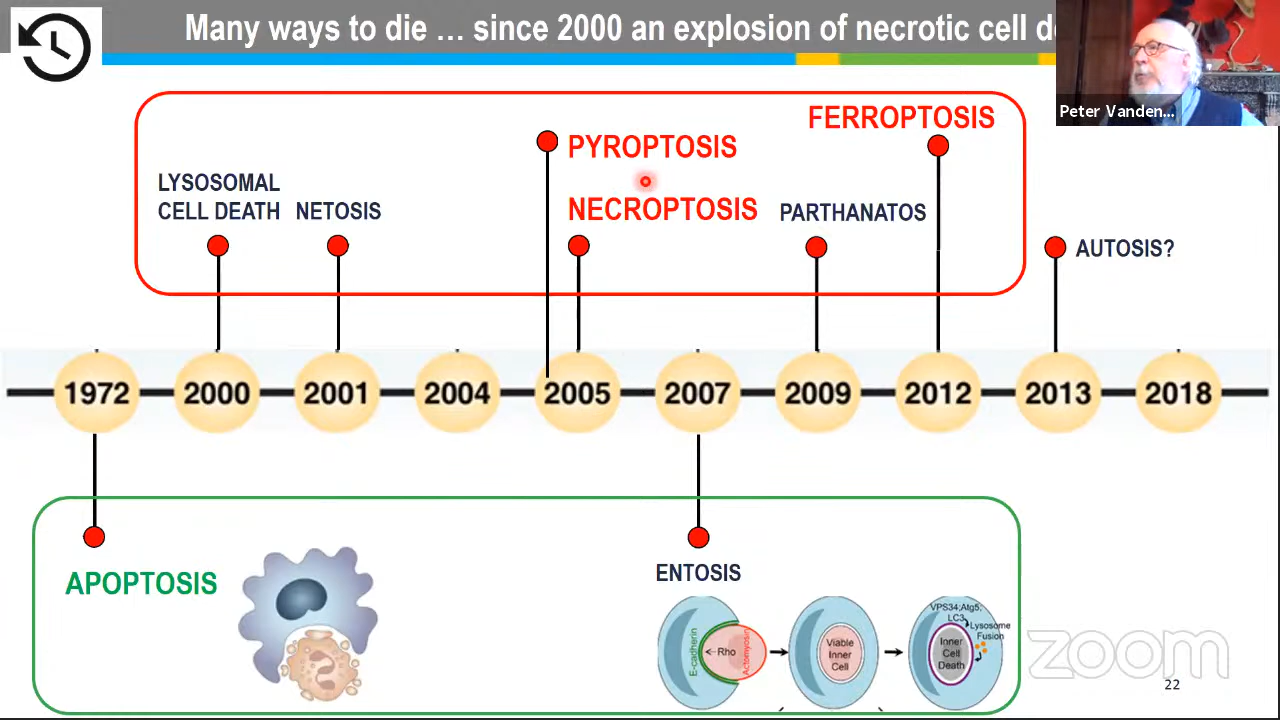 Many ways to die ... since 2000 an explosion of necrotic cell
Peter Vanden...
FERROPTOSIS
PYROPTOSIS
LYSOSOMAL
CELL DEATH
NETOSIS
NECROPTOSIS
PARTHANATOS
AUTOSIS?
1972
2000
2001
2004
2005
2007
2009
2012
2013
2018
APOPTOSIS
ENTOSIS
E-cadherin
Rho
Actomyosin
Viable
Inner
Cell
VPS34;Atg5;
LC3
Lysosome
Fusion
Inner
Cell
Death
zoom
22